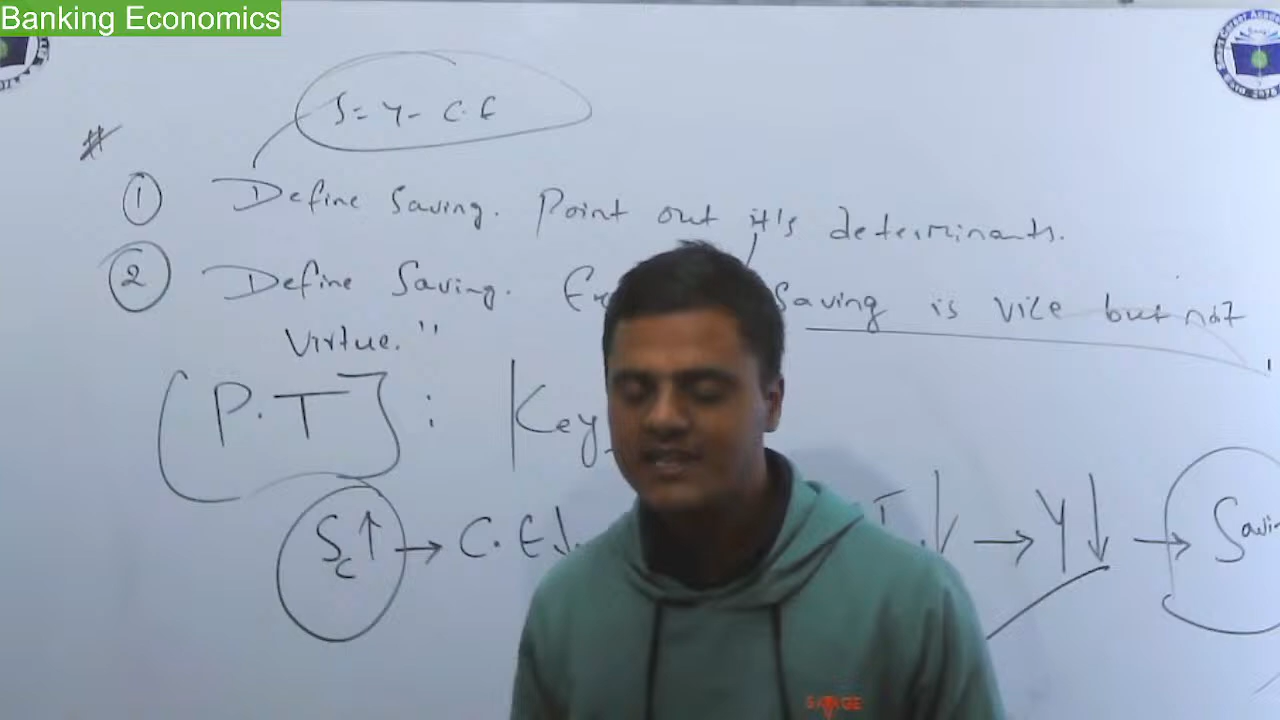 Banking Economics
S = Y - C.E
#
① Define Saving. Point out it's determinants.
② Define Saving. Saving is vice but not
Virtue."
[P.T] : Key
Sc↑ → C.E↓ I.↓ → Y↓ →